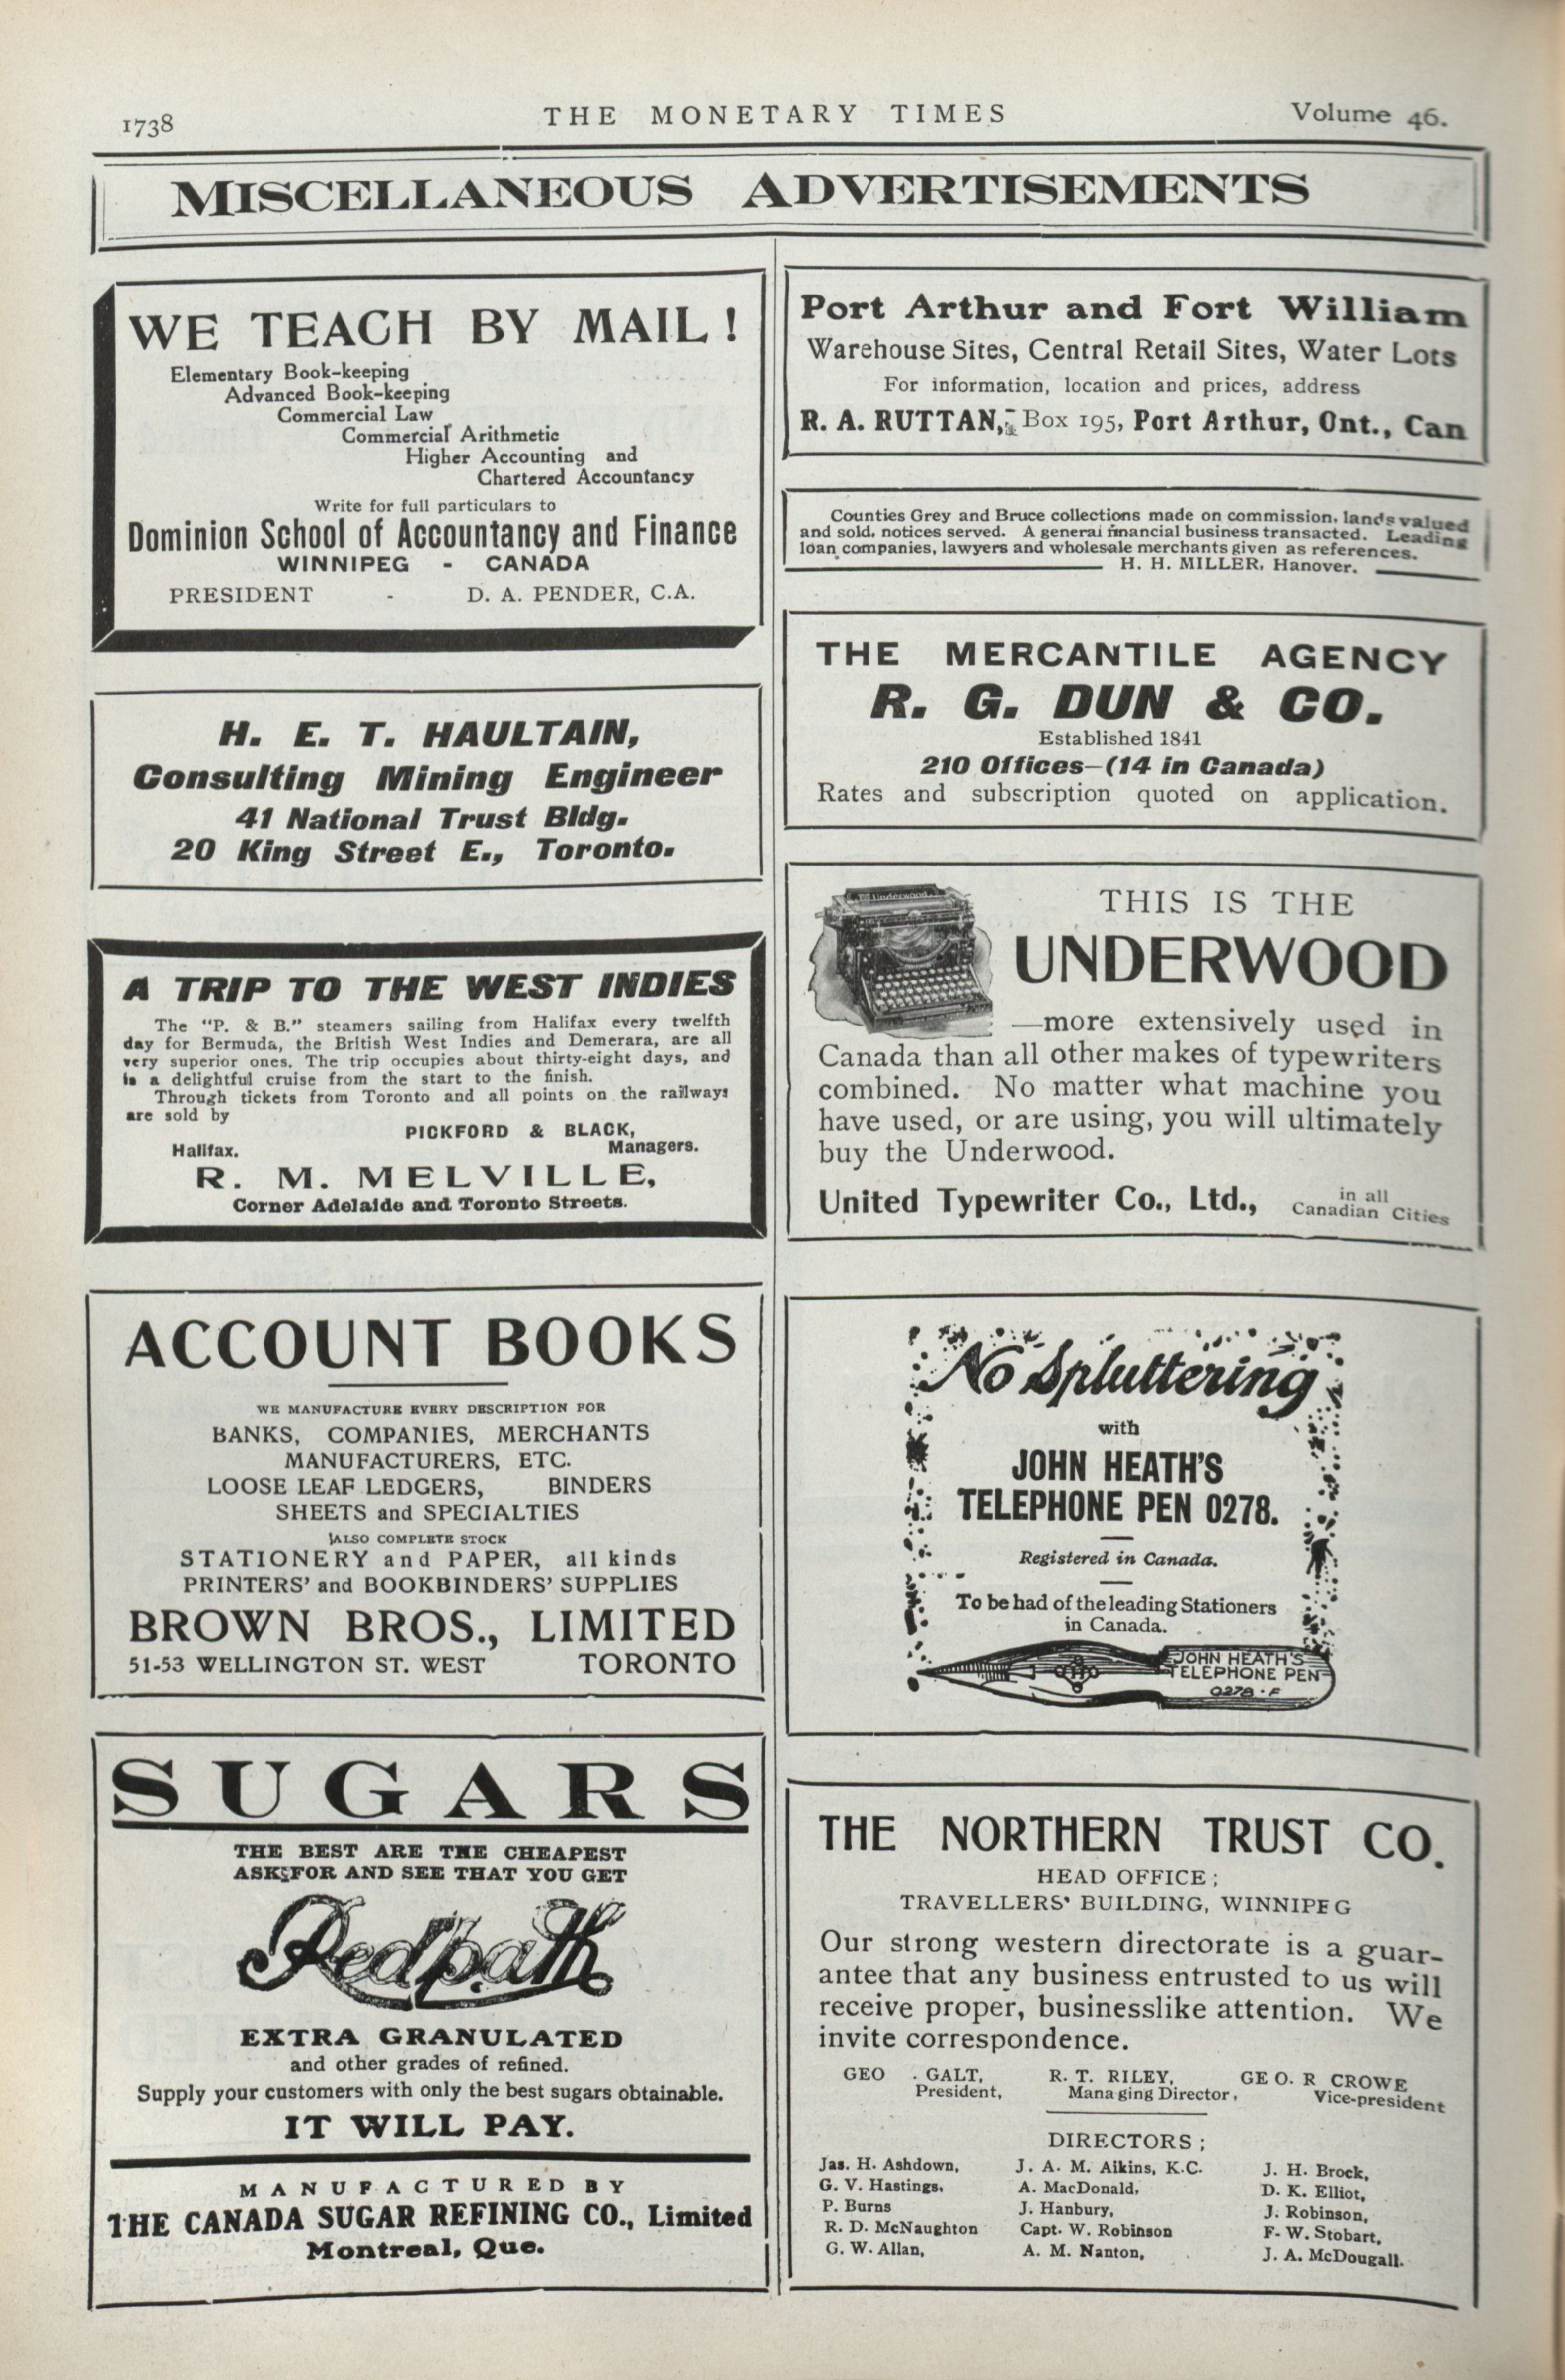 1738
THE MONETARY TIMES
Volume 46.
MISCELLANEOUS ADVERTISEMENTS
WE TEACH BY MAIL!
Elementary Book-keeping
Advanced Book-keeping
Commercial Law
Commercial Arithmetic
Higher Accounting and
Chartered Accountancy
Write for full particulars to
Dominion School of Accountancy and Finance
WINNIPEG - CANADA
PRESIDENT - D. A. PENDER, C.A.
H. E. T. HAULTAIN,
Consulting Mining Engineer
41 National Trust Bldg.
20 King Street E., Toronto.
A TRIP TO THE WEST INDIES
The "P. & B." steamers sailing from Halifax every twelfth
day for Bermuda, the British West Indies and Demerara, are all
very superior ones. The trip occupies about thirty-eight days, and
is a delightful cruise from the start to the finish.
Through tickets from Toronto and all points on the railways
are sold by
PICKFORD & BLACK,
Halifax. Managers.
R. M. MELVILLE,
Corner Adelaide and Toronto Streets.
ACCOUNT BOOKS
WE MANUFACTURE EVERY DESCRIPTION FOR
BANKS, COMPANIES, MERCHANTS
MANUFACTURERS, ETC.
LOOSE LEAF LEDGERS, BINDERS
SHEETS and SPECIALTIES
ALSO COMPLETE STOCK
STATIONERY and PAPER, all kinds
PRINTERS' and BOOKBINDERS' SUPPLIES
BROWN BROS., LIMITED
51-53 WELLINGTON ST. WEST TORONTO
SUGARS
THE BEST ARE THE CHEAPEST
ASK FOR AND SEE THAT YOU GET
Redpath
EXTRA GRANULATED
and other grades of refined.
Supply your customers with only the best sugars obtainable.
IT WILL PAY.
MANUFACTURED BY
THE CANADA SUGAR REFINING CO., Limited
Montreal, Que.
Port Arthur and Fort William
Warehouse Sites, Central Retail Sites, Water Lots
For information, location and prices, address
R. A. RUTTAN, Box 195, Port Arthur, Ont., Can
Counties Grey and Bruce collections made on commission, lands valued
and sold, notices served. A general financial business transacted. Leading
loan companies, lawyers and wholesale merchants given as references.
H. H. MILLER, Hanover.
THE MERCANTILE AGENCY
R. G. DUN & CO.
Established 1841
210 Offices—(14 in Canada)
Rates and subscription quoted on application.
Underwood
THIS IS THE
UNDERWOOD
—more extensively used in
Canada than all other makes of typewriters
combined. No matter what machine you
have used, or are using, you will ultimately
buy the Underwood.
United Typewriter Co., Ltd., in all
Canadian Cities
No Spluttering
with
JOHN HEATH'S
TELEPHONE PEN 0278.
Registered in Canada.
To be had of the leading Stationers
in Canada.
JOHN HEATH'S
TELEPHONE PEN
0278 · F
THE NORTHERN TRUST CO.
HEAD OFFICE;
TRAVELLERS' BUILDING, WINNIPEG
Our strong western directorate is a guar-
antee that any business entrusted to us will
receive proper, businesslike attention. We
invite correspondence.
GEO . GALT, R. T. RILEY, GEO. R CROWE
President, Managing Director, Vice-president
DIRECTORS;
Jas. H. Ashdown, J. A. M. Aikins, K.C. J. H. Brock,
G. V. Hastings, A. MacDonald, D. K. Elliot,
P. Burns J. Hanbury, J. Robinson,
R. D. McNaughton Capt. W. Robinson F. W. Stobart,
G. W. Allan, A. M. Nanton, J. A. McDougall.